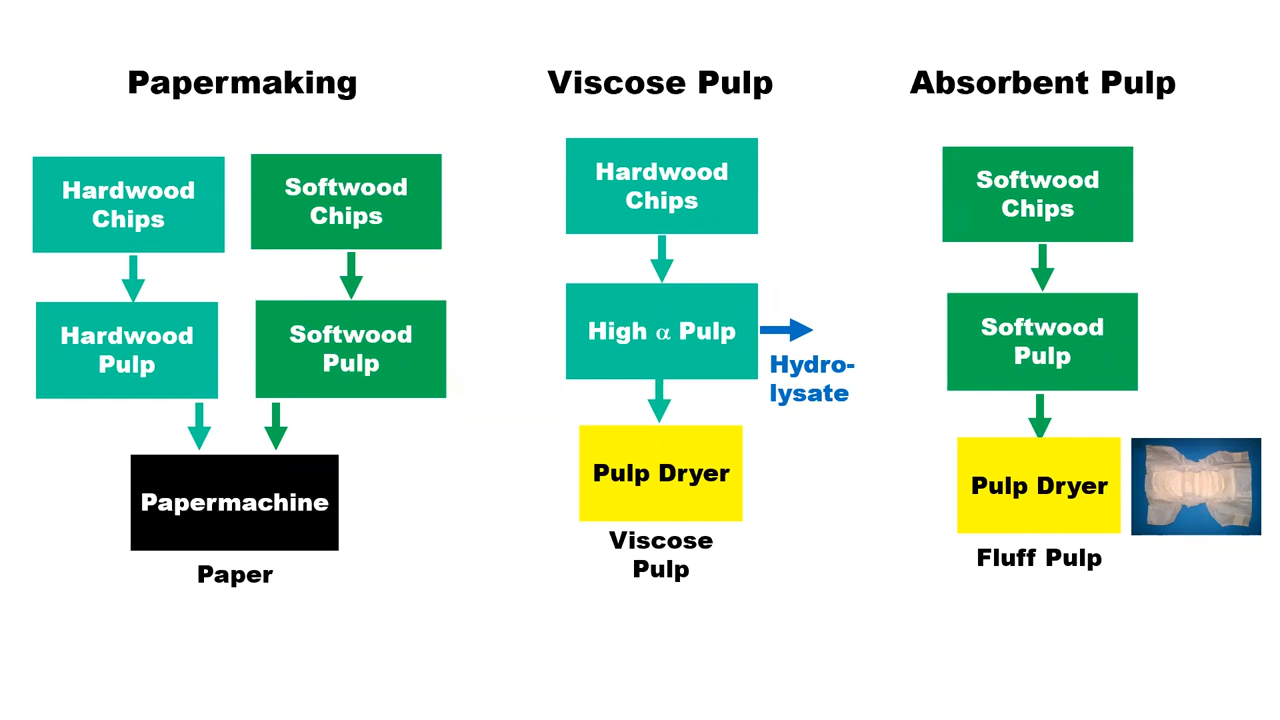 Papermaking
Hardwood
Chips
Softwood
Chips
Hardwood
Pulp
Softwood
Pulp
Papermachine
Paper
Viscose Pulp
Hardwood
Chips
High α Pulp
Hydro-
lysate
Pulp Dryer
Viscose
Pulp
Absorbent Pulp
Softwood
Chips
Softwood
Pulp
Pulp Dryer
Fluff Pulp